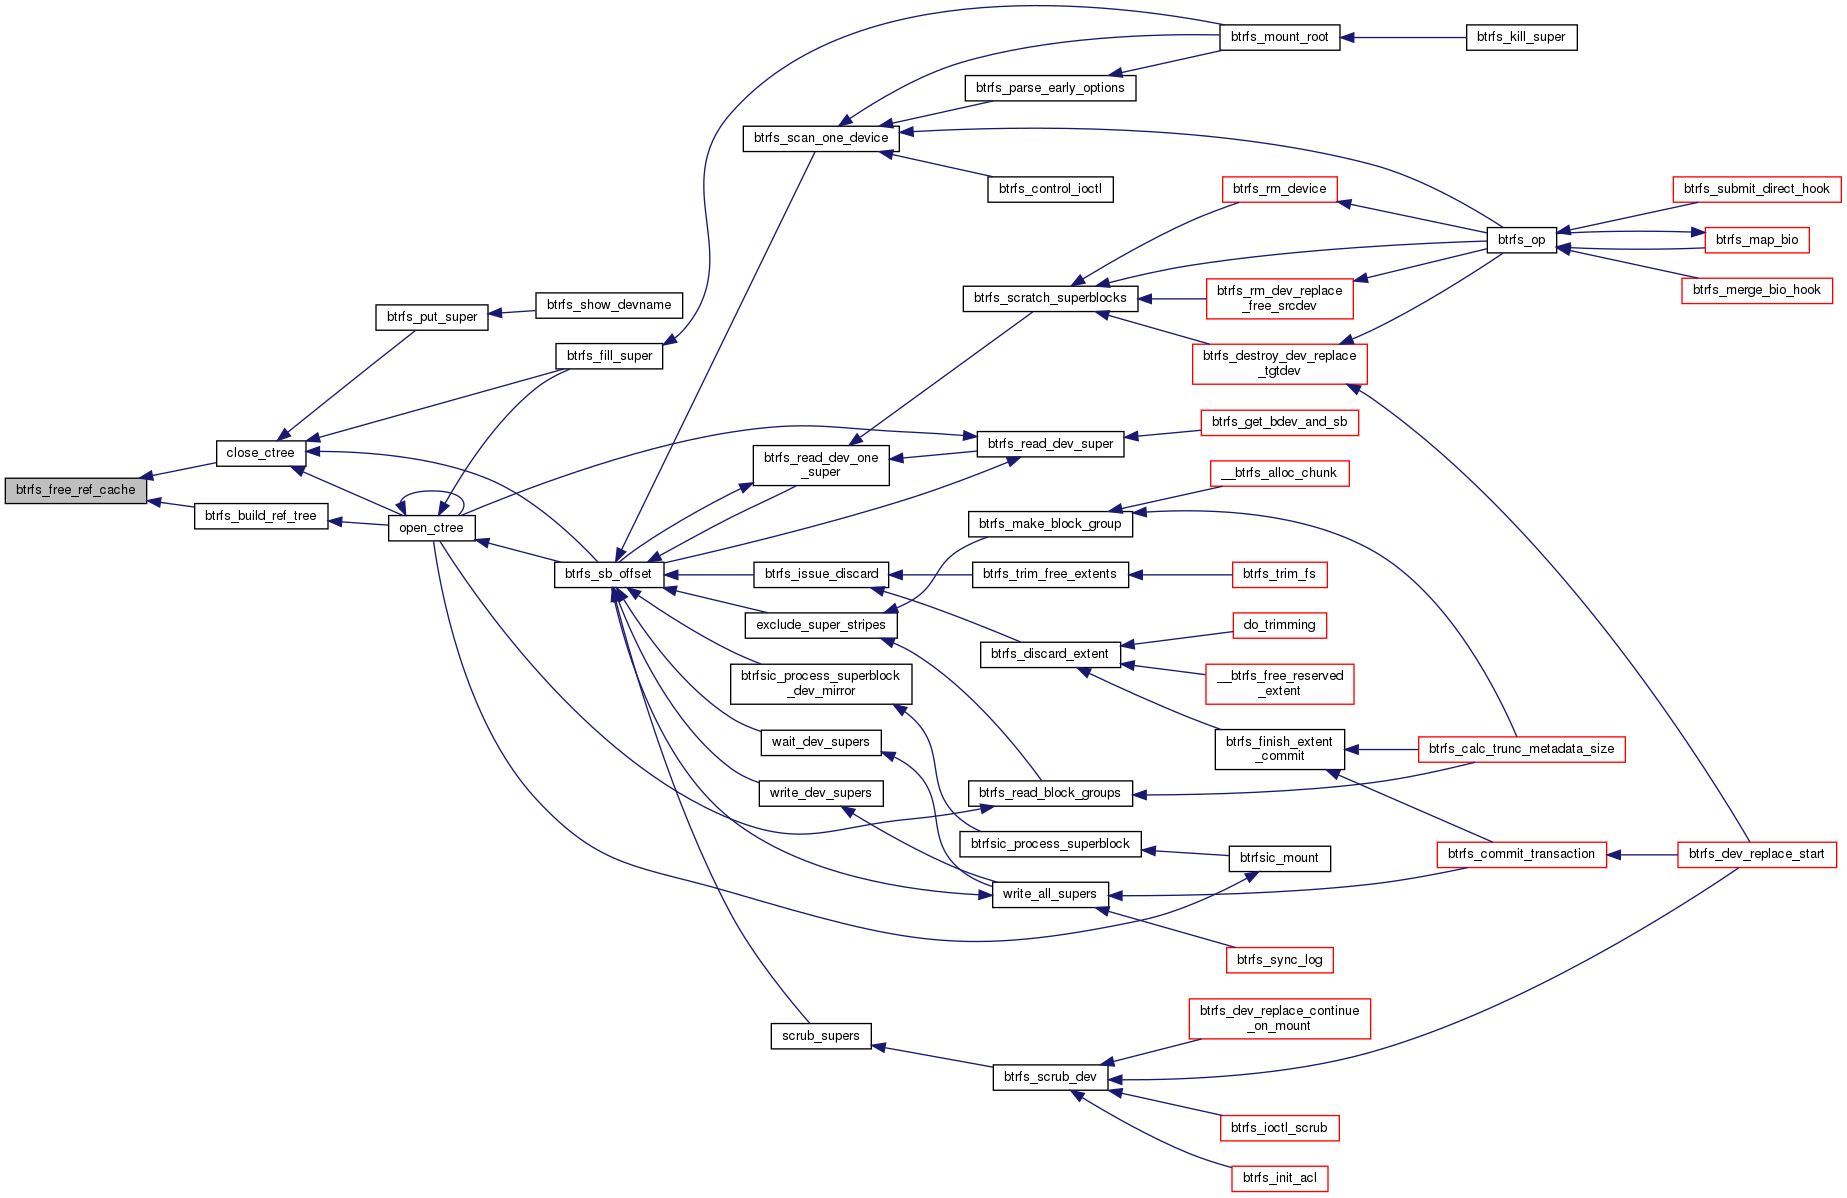 btrfs_mount_root
btrfs_kill_super
btrfs_parse_early_options
btrfs_scan_one_device
btrfs_control_ioctl
btrfs_rm_device
btrfs_submit_direct_hook
btrfs_op
btrfs_map_bio
btrfs_merge_bio_hook
btrfs_scratch_superblocks
btrfs_rm_dev_replace
_free_srcdev
btrfs_show_devname
btrfs_put_super
btrfs_fill_super
btrfs_destroy_dev_replace
_tgtdev
btrfs_get_bdev_and_sb
btrfs_read_dev_super
close_ctree
btrfs_read_dev_one
_super
__btrfs_alloc_chunk
btrfs_free_ref_cache
btrfs_build_ref_tree
open_ctree
btrfs_make_block_group
btrfs_sb_offset
btrfs_issue_discard
btrfs_trim_free_extents
btrfs_trim_fs
exclude_super_stripes
do_trimming
btrfs_discard_extent
btrfsic_process_superblock
_dev_mirror
__btrfs_free_reserved
_extent
wait_dev_supers
btrfs_finish_extent
_commit
btrfs_calc_trunc_metadata_size
write_dev_supers
btrfs_read_block_groups
btrfsic_process_superblock
btrfsic_mount
btrfs_commit_transaction
btrfs_dev_replace_start
write_all_supers
btrfs_sync_log
btrfs_dev_replace_continue
_on_mount
scrub_supers
btrfs_scrub_dev
btrfs_ioctl_scrub
btrfs_init_acl